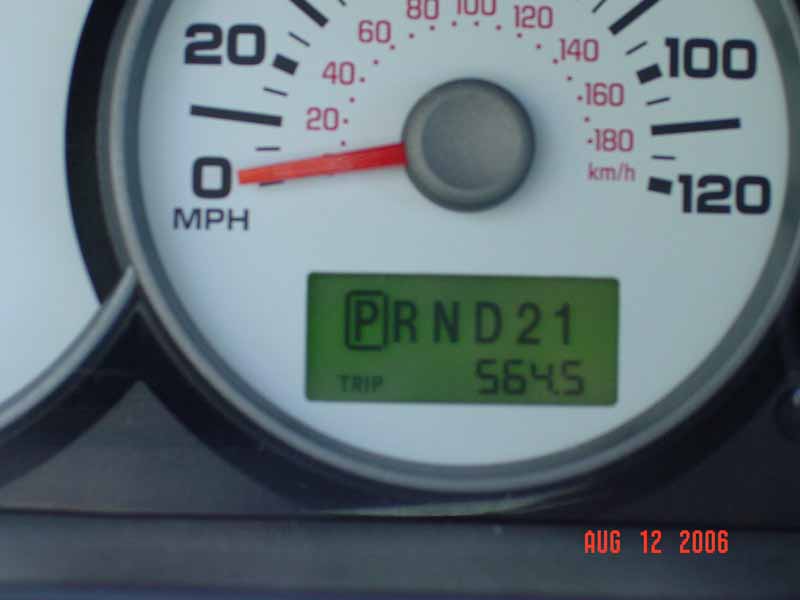 80 100 120
20 60 140 100
40 160
20 180
0 km/h 120
MPH
PRND21
TRIP 564.5
AUG 12 2006